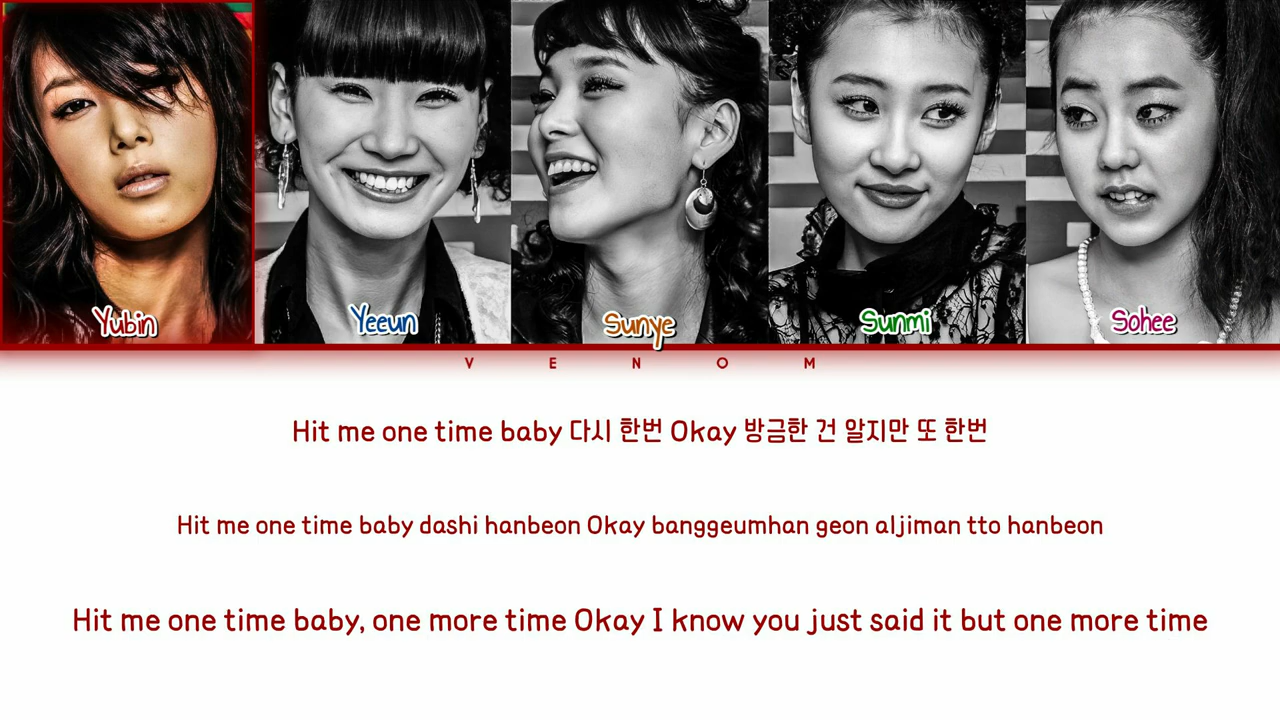 Yubin
Yeeun
Sunye
Sunmi
Sohee
V E N O M
Hit me one time baby 다시 한번 Okay 방금한 건 알지만 또 한번
Hit me one time baby dashi hanbeon Okay banggeumhan geon aljiman tto hanbeon
Hit me one time baby, one more time Okay I know you just said it but one more time